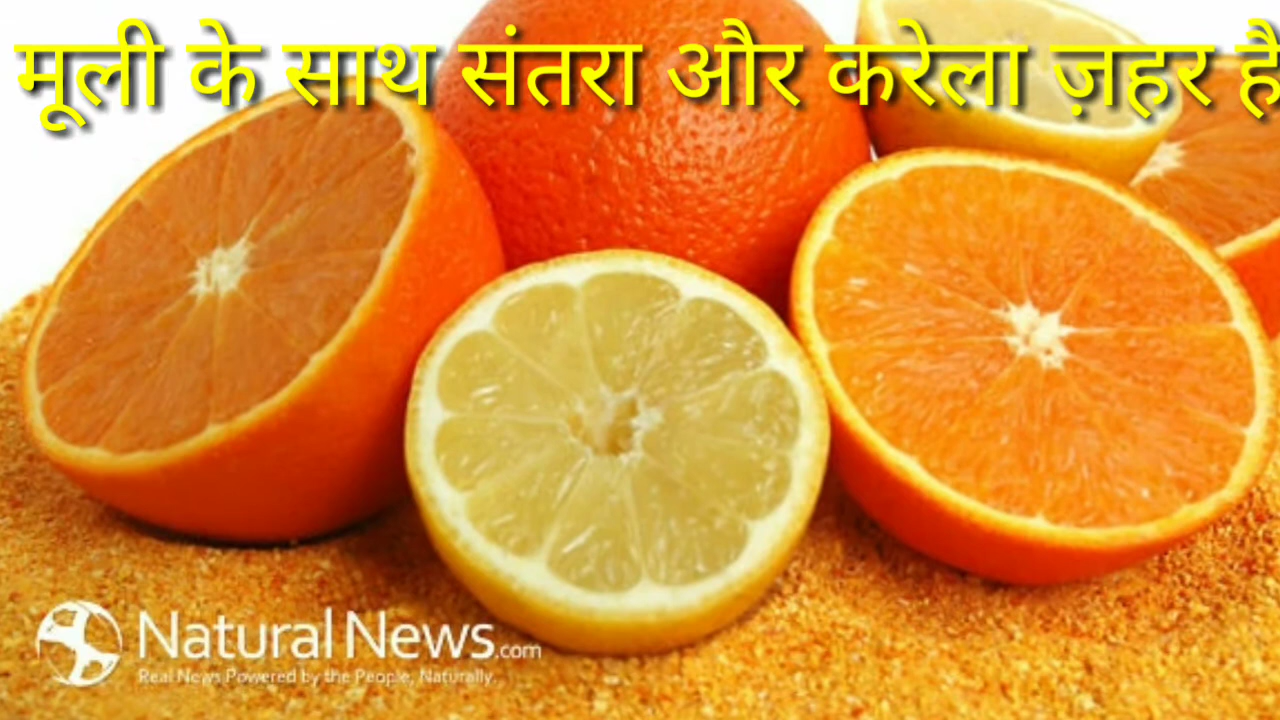 मूली के साथ संतरा और करेला ज़हर है
NaturalNews.com
Real News Powered by the People, Naturally.